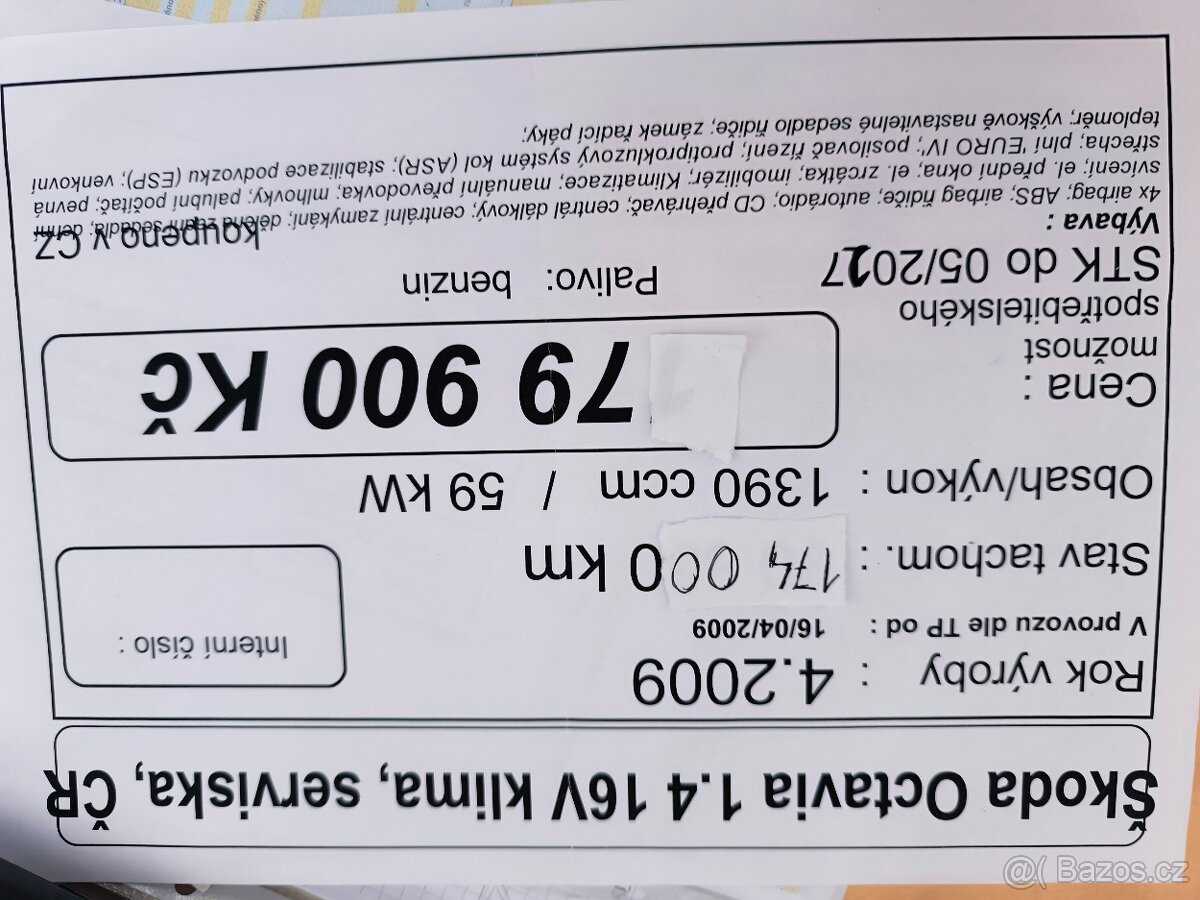 Škoda Octavia 1.4 16V klima, serviska, ČR
Rok výroby : 4.2009
V provozu dle TP od : 16/04/2009
Interní číslo :
Stav tachom. : 174 000 km
Obsah/výkon : 1390 ccm / 59 kW
Cena : 79 900 Kč
možnost
spotřebitelského
Palivo: benzin
STK do 05/2027
koupeno v CZ
Výbava :
4x airbag; ABS; airbag řidiče; autorádio; CD přehrávač; centrál dálkový; centrální zamykání; dělená zadní sedadla; denní
svícení; el. přední okna; el. zrcátka; imobilizér; Klimatizace; manuální převodovka; mlhovky; palubní počítač; pevná
střecha; plní 'EURO IV'; posilovač řízení; protiprokluzový systém kol (ASR); stabilizace podvozku (ESP); venkovní
teploměr; výškově nastavitelné sedadlo řidiče; zámek řadící páky;
@( Bazos.cz